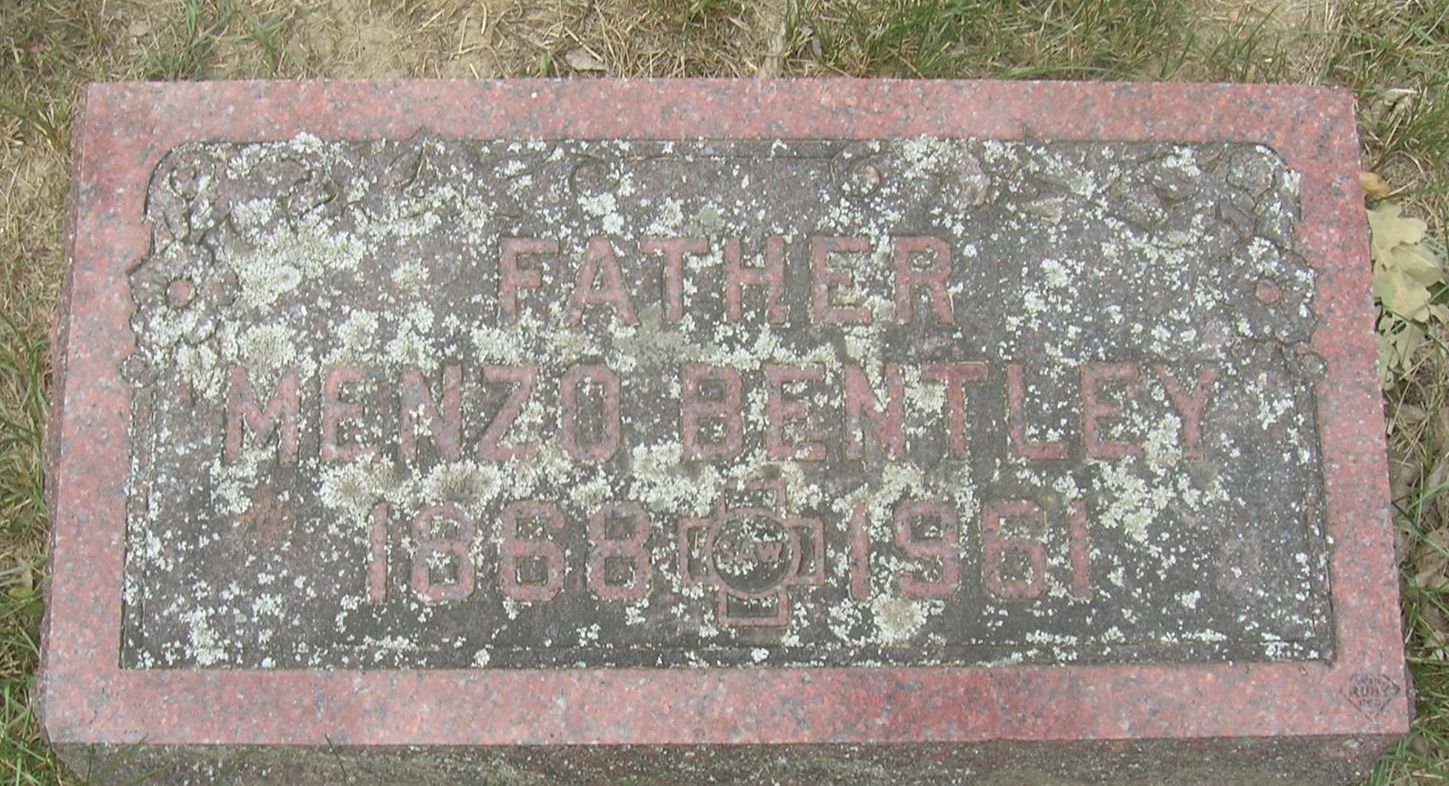 FATHER
MENZO BENTLEY
1868 1961